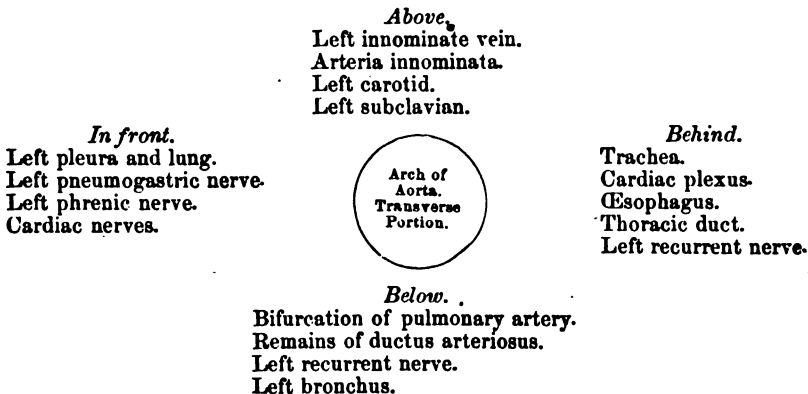 Above.
Left innominate vein.
Arteria innominata.
Left carotid.
Left subclavian.
In front.
Left pleura and lung.
Left pneumogastric nerve.
Left phrenic nerve.
Cardiac nerves.
Arch of
Aorta.
Transverse
Portion.
Behind.
Trachea.
Cardiac plexus.
Œsophagus.
Thoracic duct.
Left recurrent nerve.
Below.
Bifurcation of pulmonary artery.
Remains of ductus arteriosus.
Left recurrent nerve.
Left bronchus.